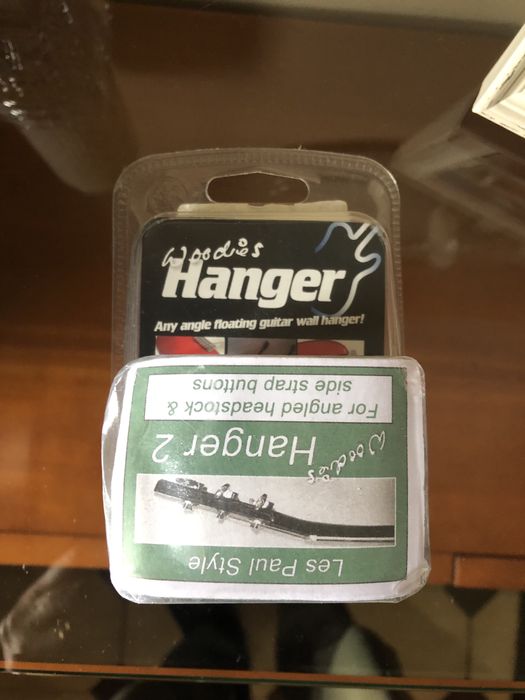 Woodies
Hanger
Any angle floating guitar wall hanger!
Les Paul Style
Woodies
Hanger 2
For angled headstock &
side strap buttons